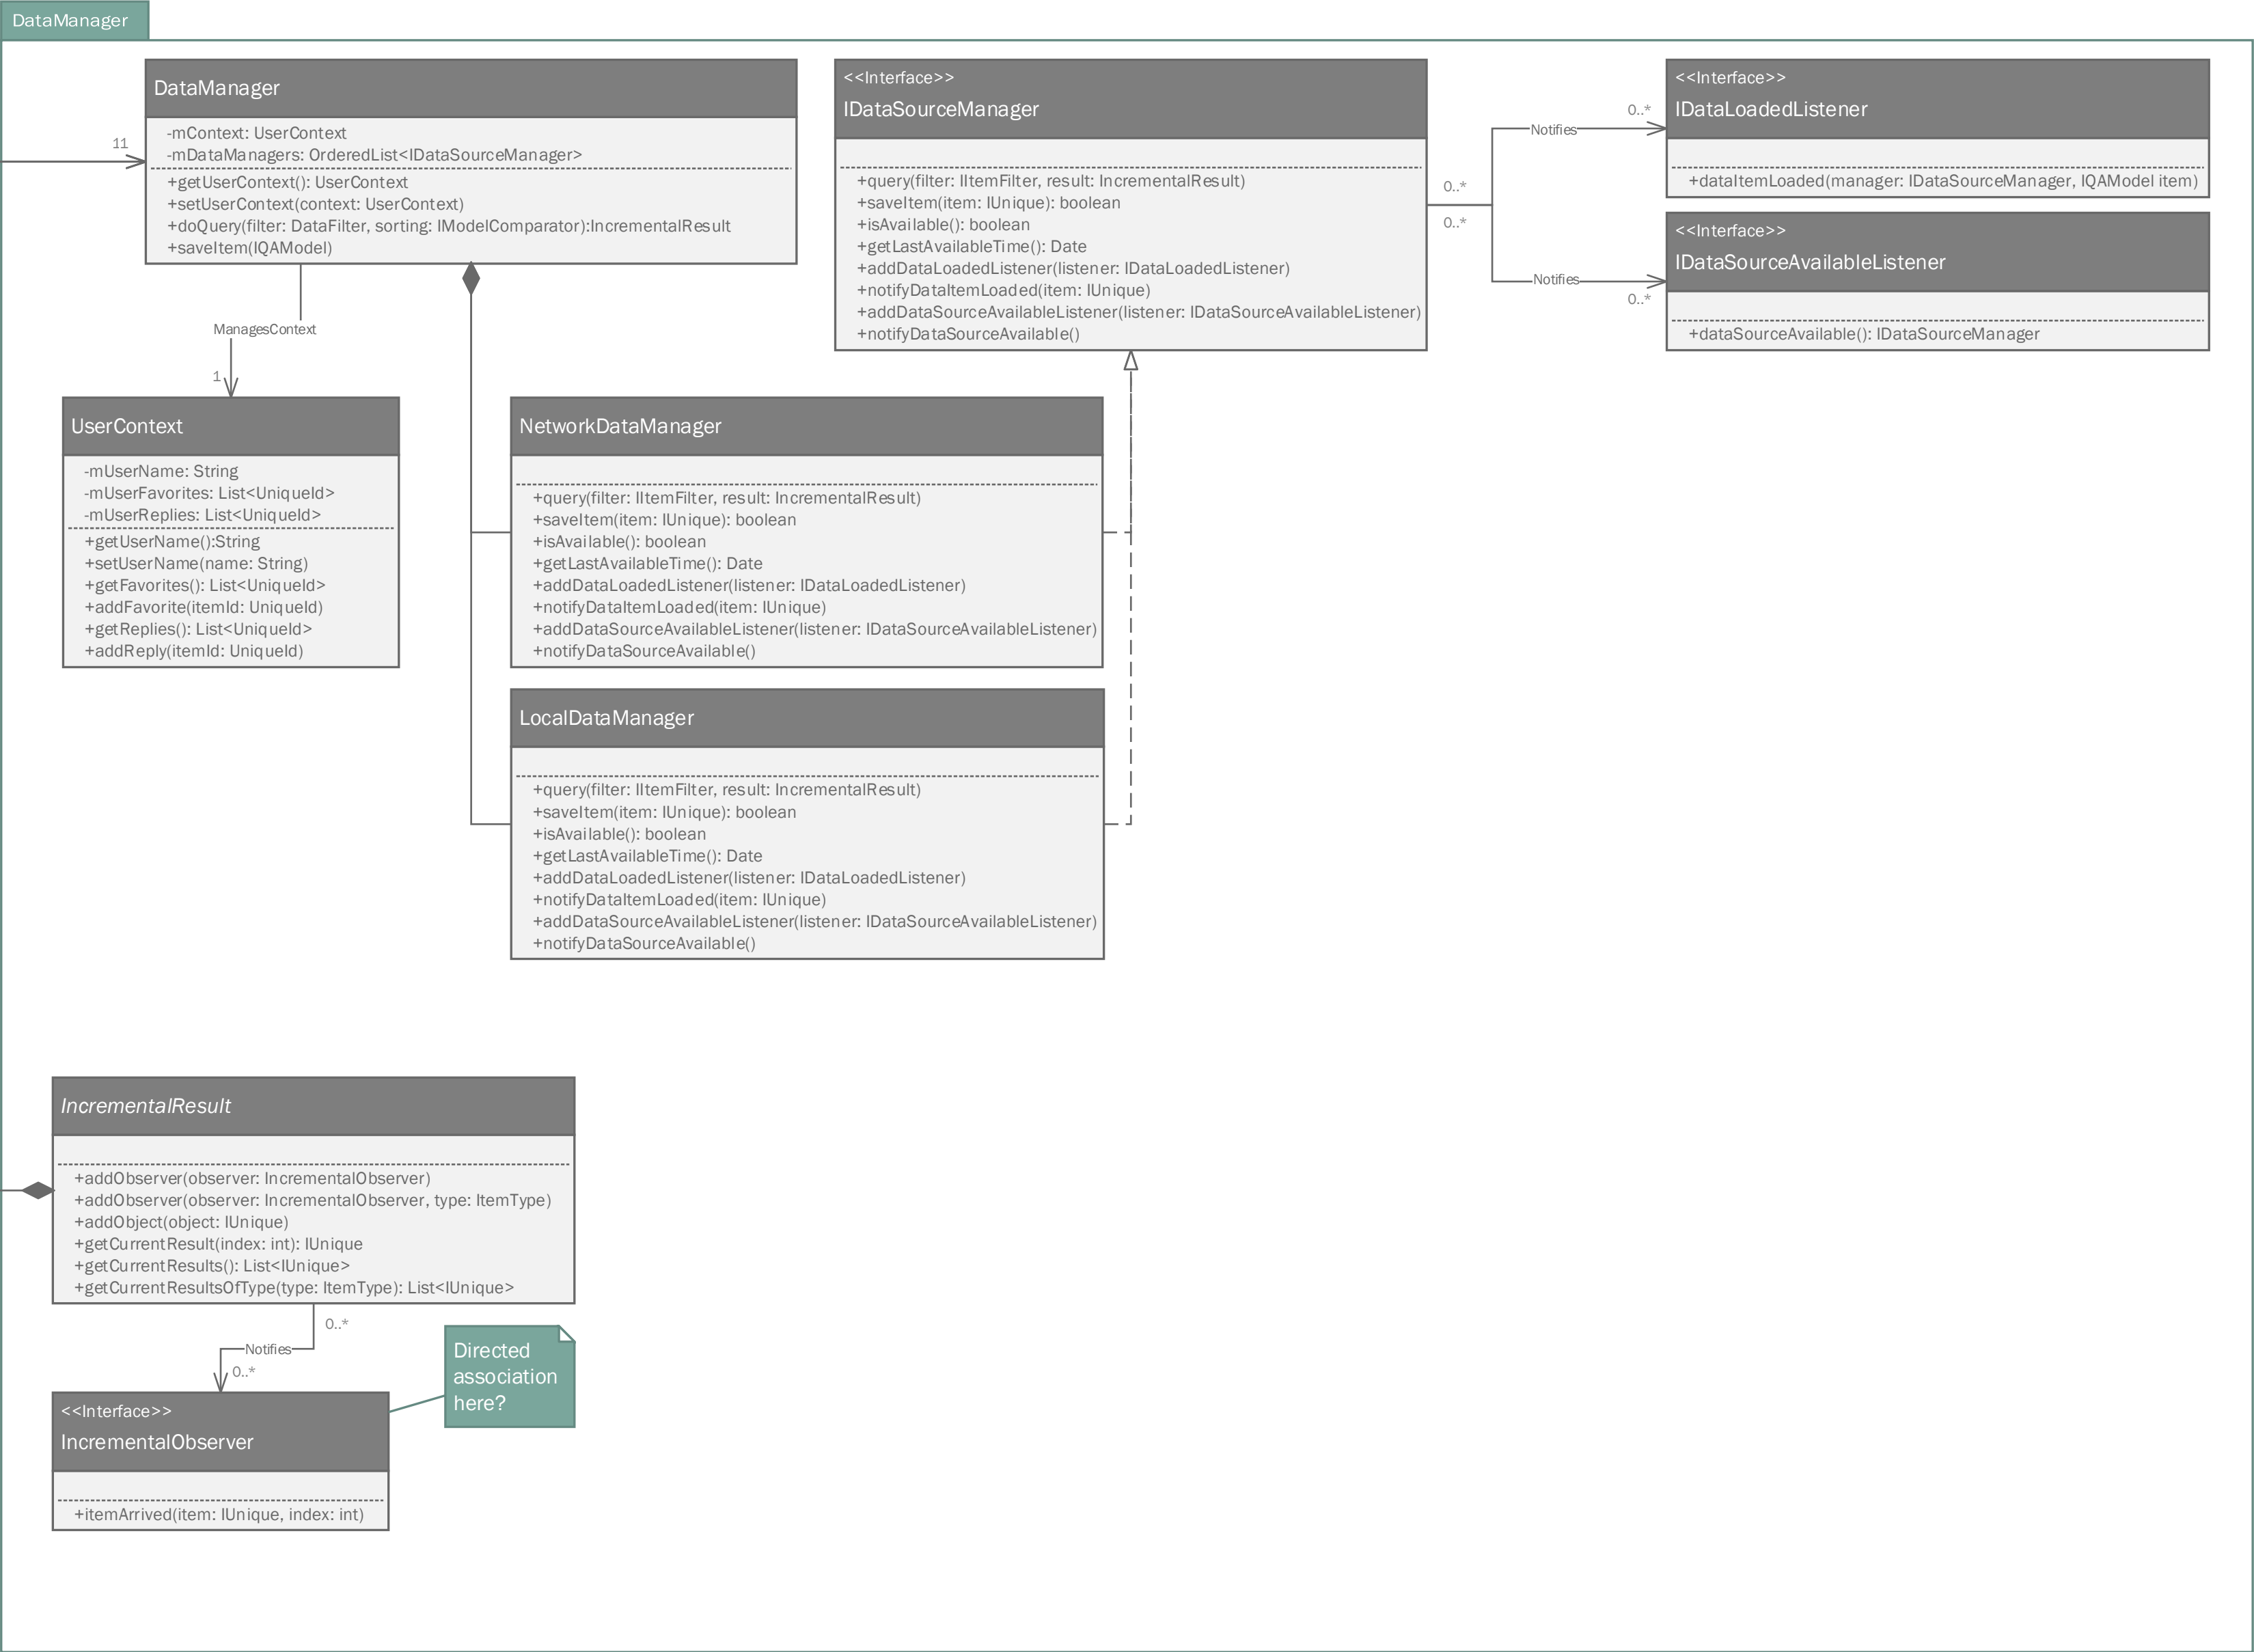 DataManager
DataManager
-mContext: UserContext
-mDataManagers: OrderedList<IDataSourceManager>
+getUserContext(): UserContext
+setUserContext(context: UserContext)
+doQuery(filter: DataFilter, sorting: IModelComparator):IncrementalResult
+saveItem(IQAModel)
11
<<Interface>>
IDataSourceManager
+query(filter: IItemFilter, result: IncrementalResult)
+saveItem(item: IUnique): boolean
+isAvailable(): boolean
+getLastAvailableTime(): Date
+addDataLoadedListener(listener: IDataLoadedListener)
+notifyDataItemLoaded(item: IUnique)
+addDataSourceAvailableListener(listener: IDataSourceAvailableListener)
+notifyDataSourceAvailable()
0..*
0..*
Notifies
0..*
Notifies
0..*
<<Interface>>
IDataLoadedListener
+dataItemLoaded(manager: IDataSourceManager, IQAModel item)
<<Interface>>
IDataSourceAvailableListener
+dataSourceAvailable(): IDataSourceManager
ManagesContext
1
UserContext
-mUserName: String
-mUserFavorites: List<UniqueId>
-mUserReplies: List<UniqueId>
+getUserName():String
+setUserName(name: String)
+getFavorites(): List<UniqueId>
+addFavorite(itemId: UniqueId)
+getReplies(): List<UniqueId>
+addReply(itemId: UniqueId)
NetworkDataManager
+query(filter: IItemFilter, result: IncrementalResult)
+saveItem(item: IUnique): boolean
+isAvailable(): boolean
+getLastAvailableTime(): Date
+addDataLoadedListener(listener: IDataLoadedListener)
+notifyDataItemLoaded(item: IUnique)
+addDataSourceAvailableListener(listener: IDataSourceAvailableListener)
+notifyDataSourceAvailable()
LocalDataManager
+query(filter: IItemFilter, result: IncrementalResult)
+saveItem(item: IUnique): boolean
+isAvailable(): boolean
+getLastAvailableTime(): Date
+addDataLoadedListener(listener: IDataLoadedListener)
+notifyDataItemLoaded(item: IUnique)
+addDataSourceAvailableListener(listener: IDataSourceAvailableListener)
+notifyDataSourceAvailable()
IncrementalResult
+addObserver(observer: IncrementalObserver)
+addObserver(observer: IncrementalObserver, type: ItemType)
+addObject(object: IUnique)
+getCurrentResult(index: int): IUnique
+getCurrentResults(): List<IUnique>
+getCurrentResultsOfType(type: ItemType): List<IUnique>
0..*
Notifies
0..*
Directed
association
here?
<<Interface>>
IncrementalObserver
+itemArrived(item: IUnique, index: int)